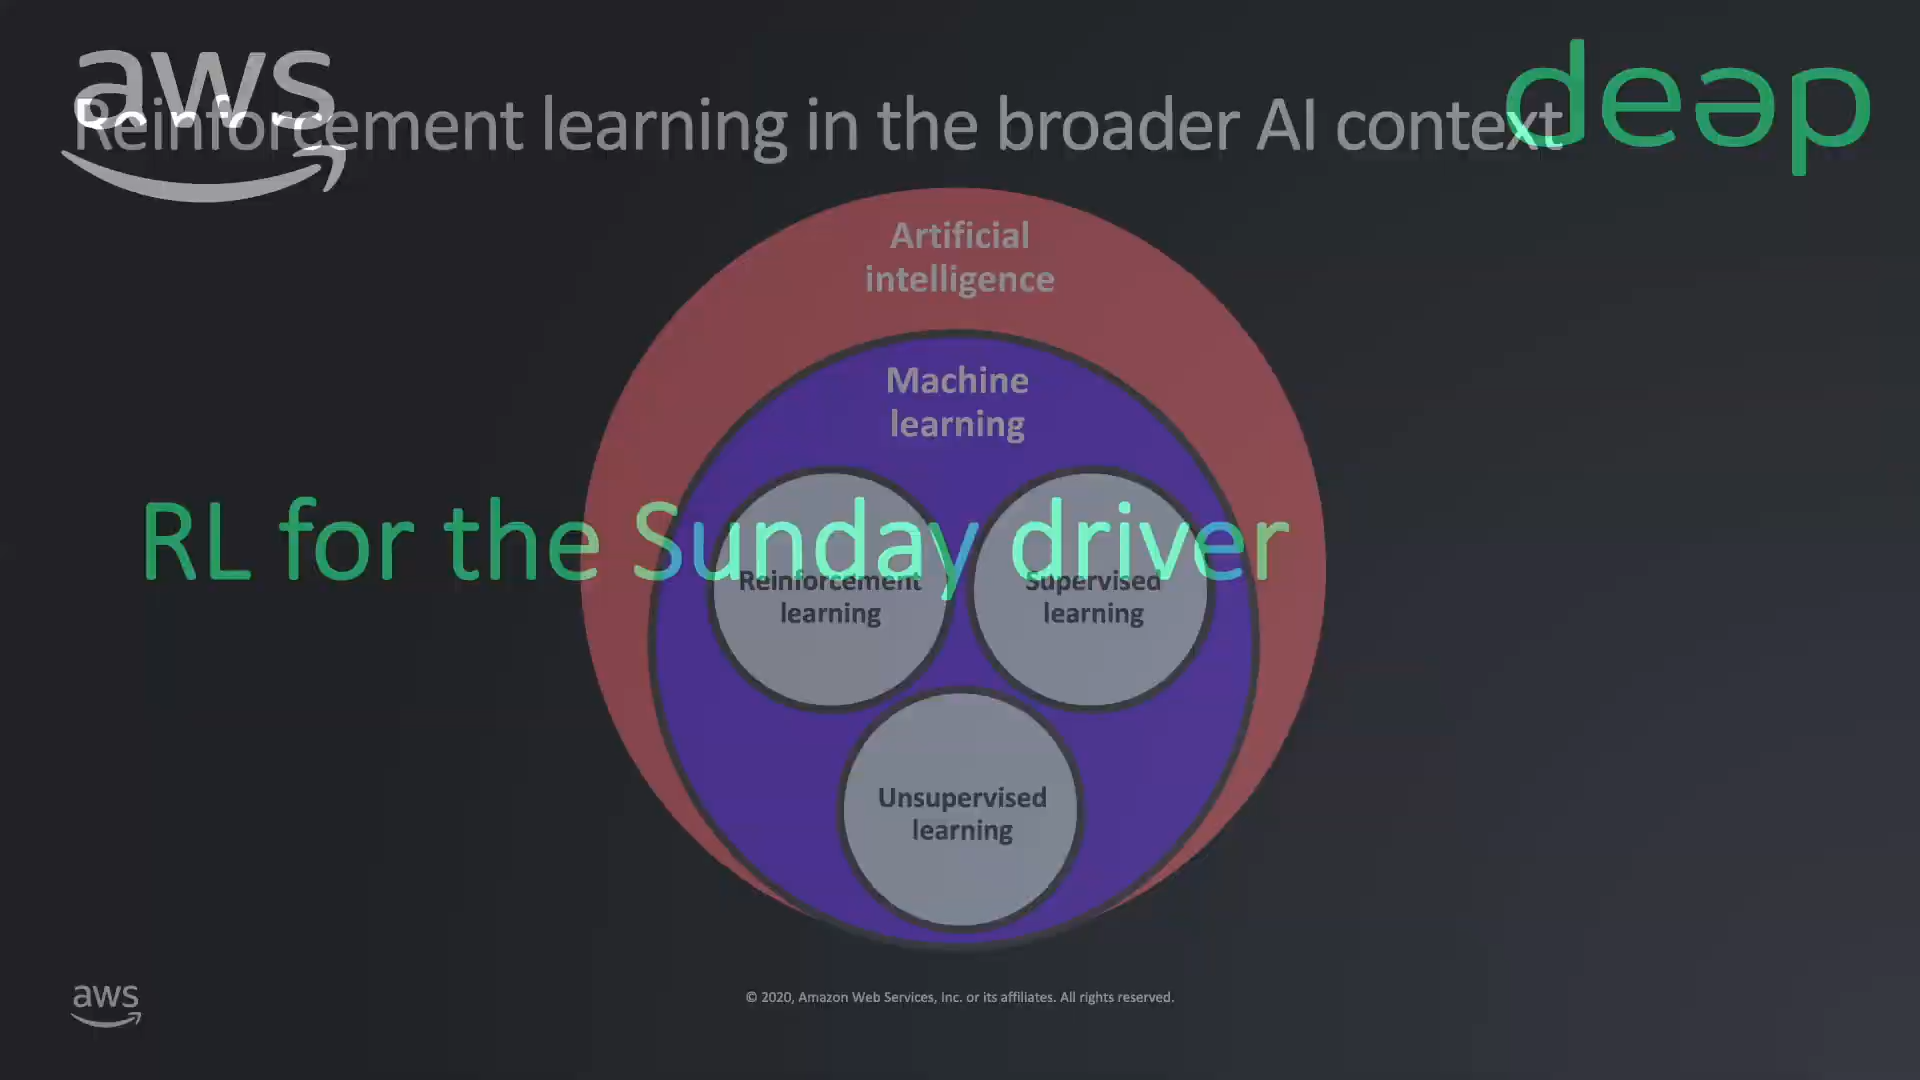 aws
Reinforcement learning in the broader AI context
deap
Artificial
intelligence
Machine
learning
RL for the Sunday driver
Reinforcement
learning
Supervised
learning
Unsupervised
learning
aws
© 2020, Amazon Web Services, Inc. or its affiliates. All rights reserved.